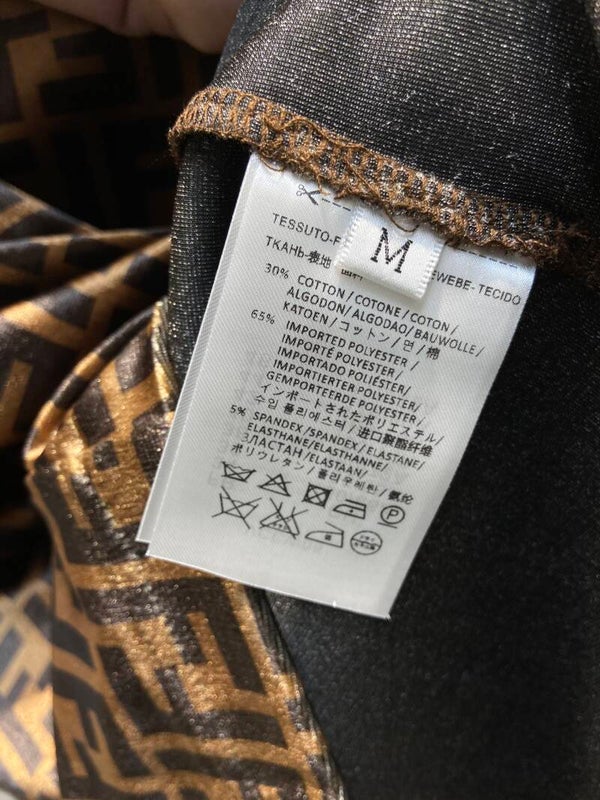 M
TESSUTO-F
EWEBE-TECIDO
ТКАНЬ-表地
30% COTTON / COTONE / COTON /
ALGODON / ALGODAO / BAUWOLLE /
KATOEN / コットン / 면 / 棉
65% IMPORTED POLYESTER /
IMPORTÉ POLYESTER /
IMPORTADO POLIÉSTER /
IMPORTIERTER POLYESTER /
GEMPORTEERDE POLYESTER /
インポートされたポリエステル /
수입 폴리에스터 / 进口聚酯纤维
5% SPANDEX / SPANDEX / ELASTANE /
ELASTHANE / ELASTHANNE /
ЭЛАСТАН / ELASTAAN /
ポリウレタン / 폴리우레탄 / 氨纶
P